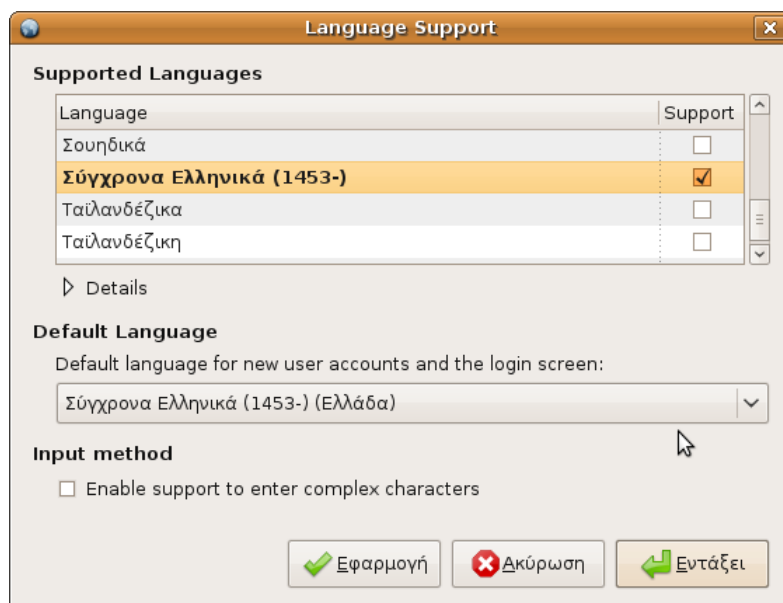 Language Support
Supported Languages
Language Support
Σουηδικά
Σύγχρονα Ελληνικά (1453-)
Ταϊλανδέζικα
Ταϊλανδέζικη
Details
Default Language
Default language for new user accounts and the login screen:
Σύγχρονα Ελληνικά (1453-) (Ελλάδα)
Input method
Enable support to enter complex characters
Εφαρμογή Ακύρωση Εντάξει